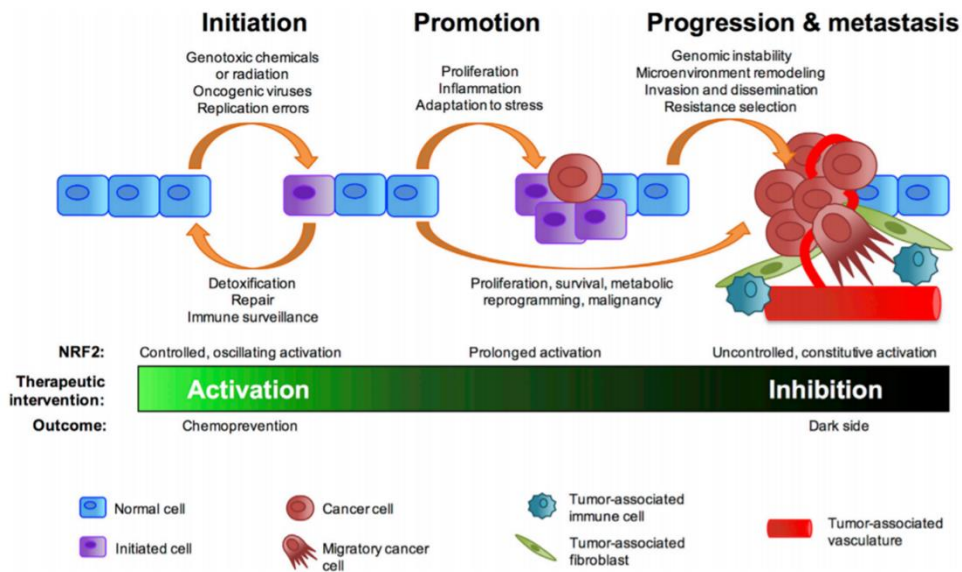 Initiation
Promotion
Progression & metastasis
Genotoxic chemicals
or radiation
Oncogenic viruses
Replication errors
Proliferation
Inflammation
Adaptation to stress
Genomic instability
Microenvironment remodeling
Invasion and dissemination
Resistance selection
Detoxification
Repair
Immune surveillance
Proliferation, survival, metabolic
reprogramming, malignancy
NRF2:
Controlled, oscillating activation
Prolonged activation
Uncontrolled, constitutive activation
Therapeutic
intervention:
Activation
Inhibition
Outcome:
Chemoprevention
Dark side
Normal cell
Initiated cell
Cancer cell
Migratory cancer
cell
Tumor-associated
immune cell
Tumor-associated
fibroblast
Tumor-associated
vasculature